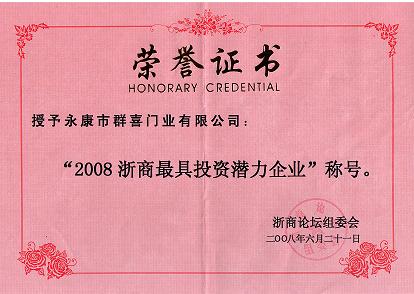 荣誉证书
HONORARY CREDENTIAL
授予永康市群喜门业有限公司：
“2008浙商最具投资潜力企业”称号。
浙商论坛组委会
二〇〇八年六月二十一日